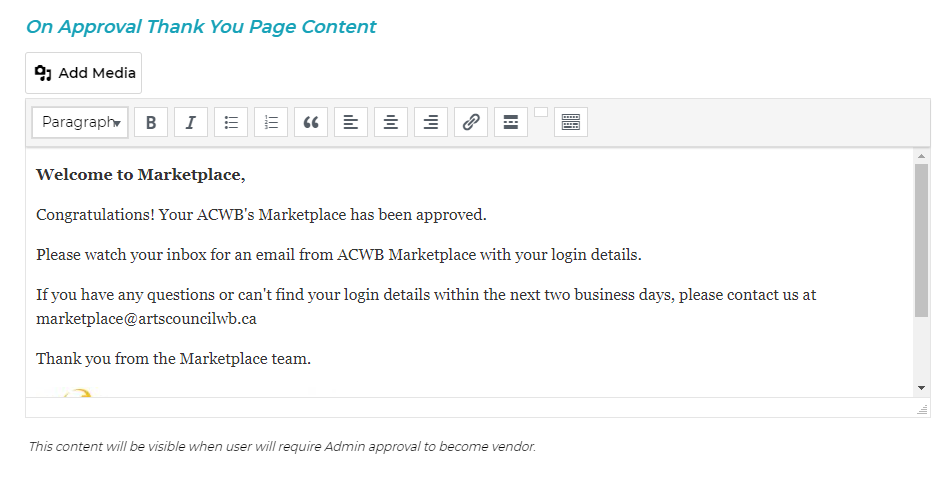 On Approval Thank You Page Content
Add Media
Paragraph
B I
Welcome to Marketplace,
Congratulations! Your ACWB's Marketplace has been approved.
Please watch your inbox for an email from ACWB Marketplace with your login details.
If you have any questions or can't find your login details within the next two business days, please contact us at
marketplace@artscouncilwb.ca
Thank you from the Marketplace team.
This content will be visible when user will require Admin approval to become vendor.